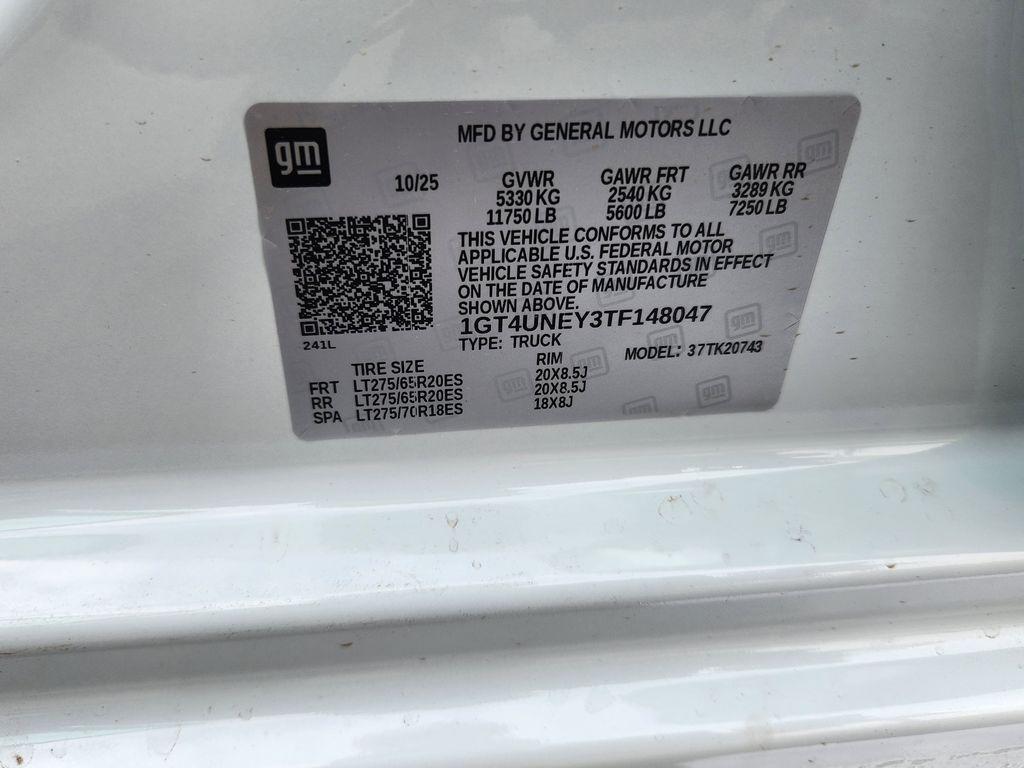 gm
MFD BY GENERAL MOTORS LLC
10/25
GVWR GAWR FRT GAWR RR
5330 KG 2540 KG 3289 KG
11750 LB 5600 LB 7250 LB
THIS VEHICLE CONFORMS TO ALL
APPLICABLE U.S. FEDERAL MOTOR
VEHICLE SAFETY STANDARDS IN EFFECT
ON THE DATE OF MANUFACTURE
SHOWN ABOVE.
1GT4UNEY3TF148047
241L
TYPE: TRUCK MODEL: 37TK20743
TIRE SIZE RIM
FRT LT275/65R20ES 20X8.5J
RR LT275/65R20ES 20X8.5J
SPA LT275/70R18ES 18X8J